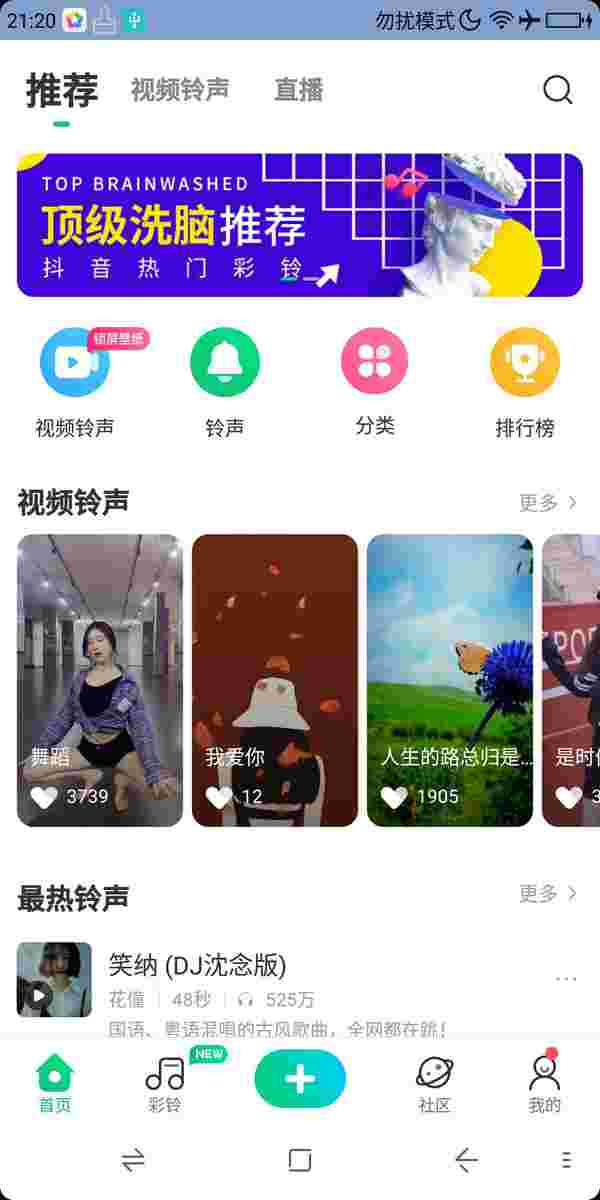 21:20 勿扰模式
推荐 视频铃声 直播
TOP BRAINWASHED
顶级洗脑推荐
抖音热门彩铃
锁屏壁纸
视频铃声 铃声 分类 排行榜
视频铃声 更多
舞蹈 我爱你 人生的路总归是... 是时
3739 12 1905 3
最热铃声 更多
笑纳 (DJ沈念版)
花僮 48秒 525万
国语、粤语混唱的古风歌曲，全网都在跳!
NEW
首页 彩铃 社区 我的